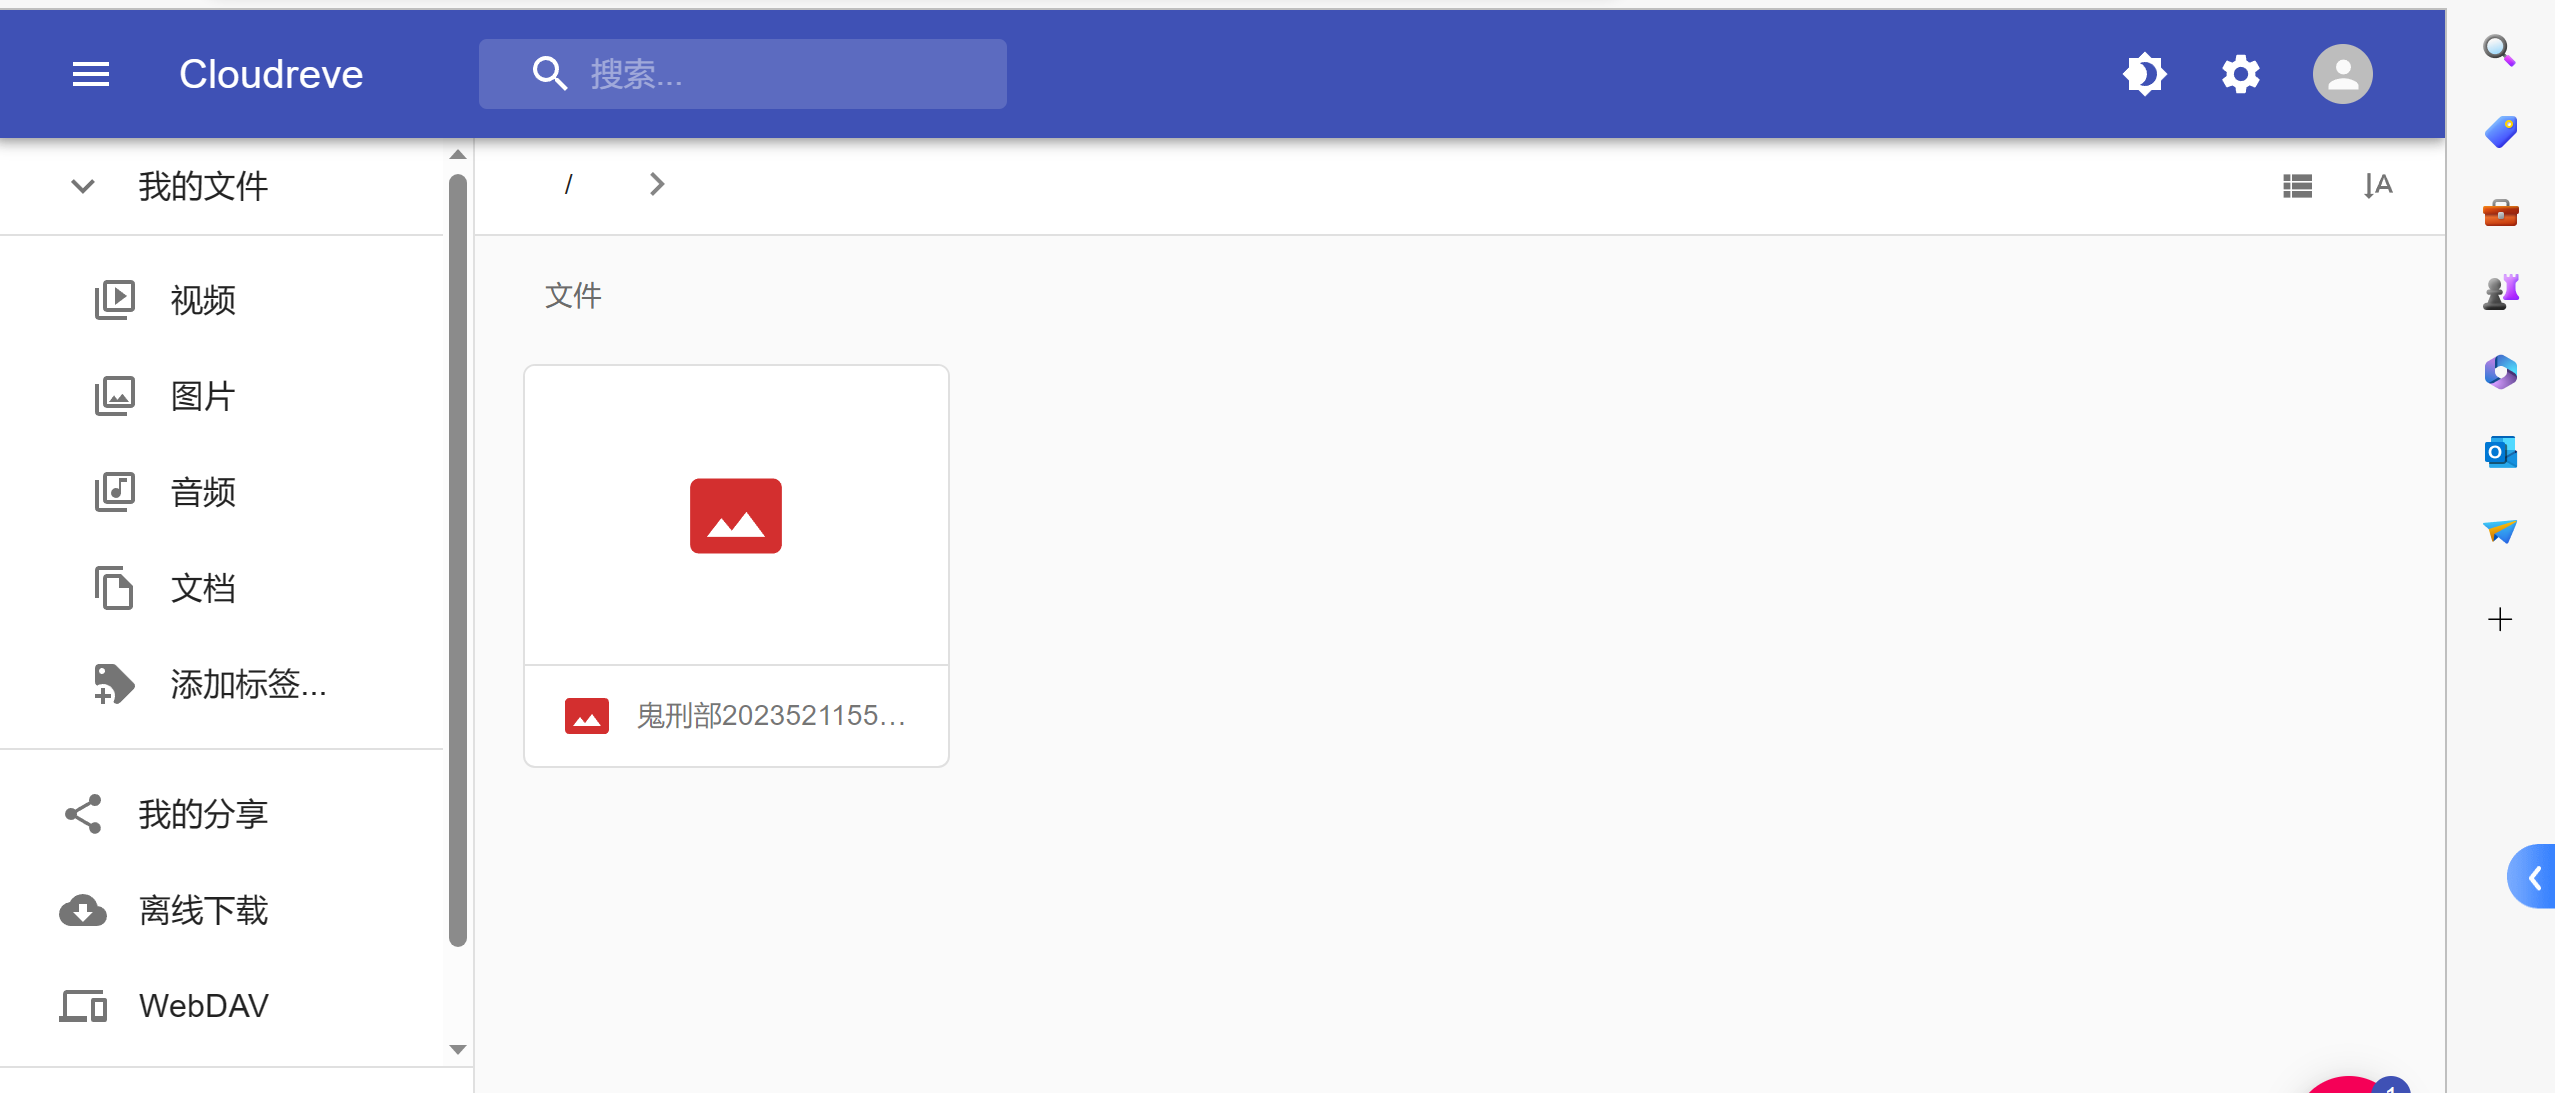 Cloudreve
搜索...
我的文件
/
A
视频
文件
图片
音频
文档
添加标签...
鬼刑部2023521155...
我的分享
离线下载
WebDAV